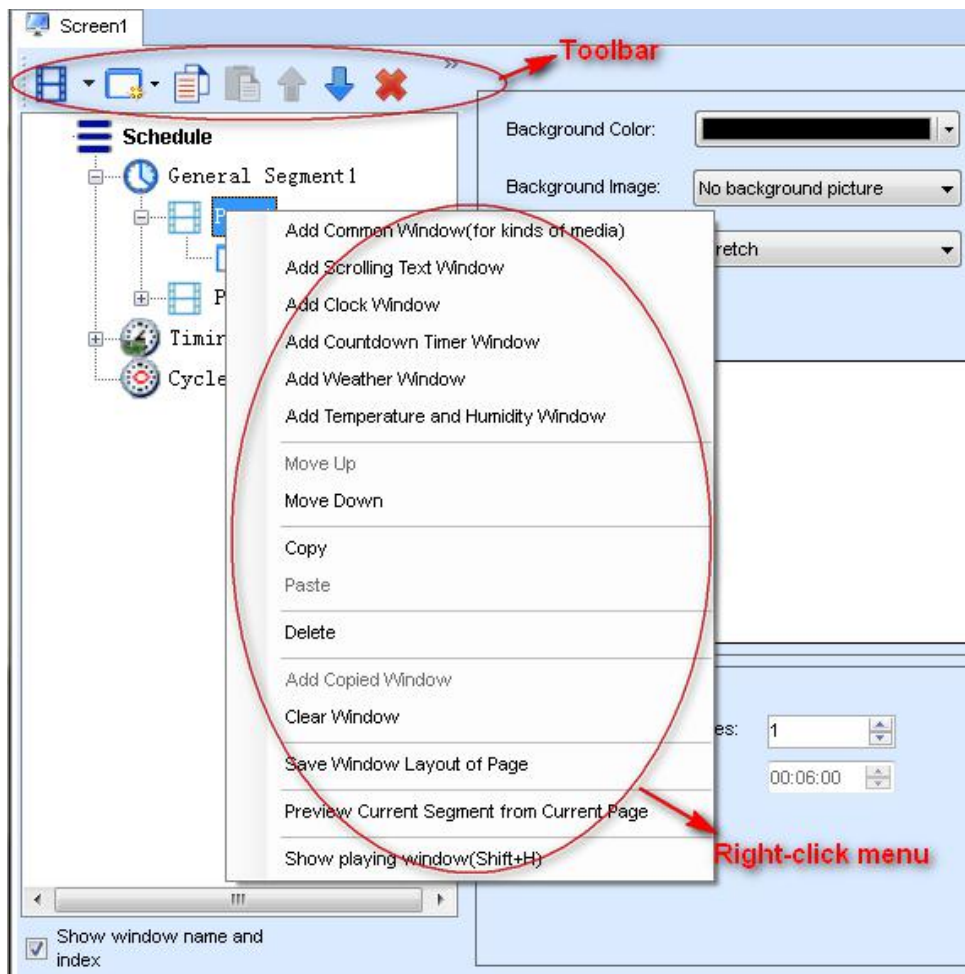 Screen1
Toolbar
Schedule
Background Color:
General Segment1
Background Image:
No background picture
Add Common Window(for kinds of media)
retch
Add Scrolling Text Window
Add Clock Window
Add Countdown Timer Window
Add Weather Window
Add Temperature and Humidity Window
Move Up
Move Down
Copy
Paste
Delete
Add Copied Window
Clear Window
es:
1
Save Window Layout of Page
00:06:00
Preview Current Segment from Current Page
Right-click menu
Show playing window(Shift+H)
Show window name and
index